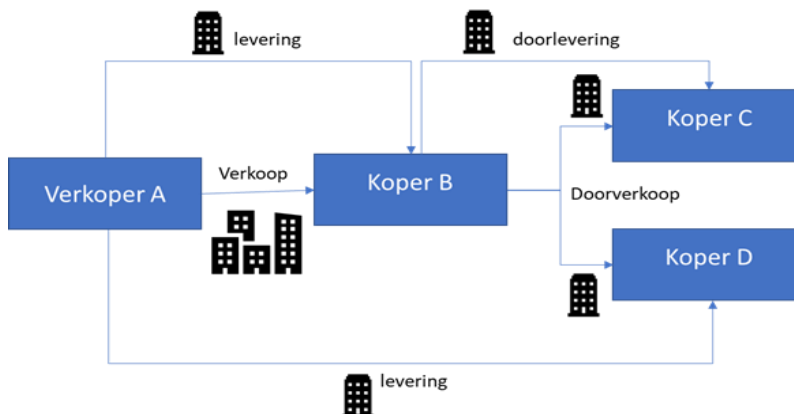 levering
doorlevering
Koper C
Verkoop
Koper B
Verkoper A
Doorverkoop
Koper D
levering